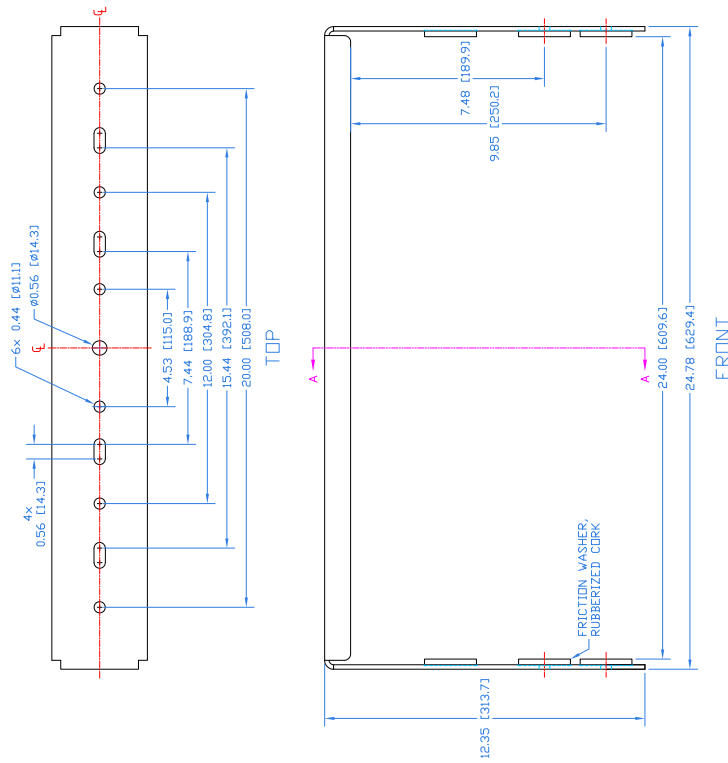 ℄
℄
6x 0.44 [ø11.1]
ø0.56 [ø14.3]
4x
0.56 [14.3]
4.53 [115.0]
7.44 [188.9]
12.00 [304.8]
15.44 [392.1]
20.00 [508.0]
TOP
7.48 [189.9]
9.85 [250.2]
A
A
24.00 [609.6]
24.78 [629.4]
FRICTION WASHER,
RUBBERIZED CORK
12.35 [313.7]
FRONT